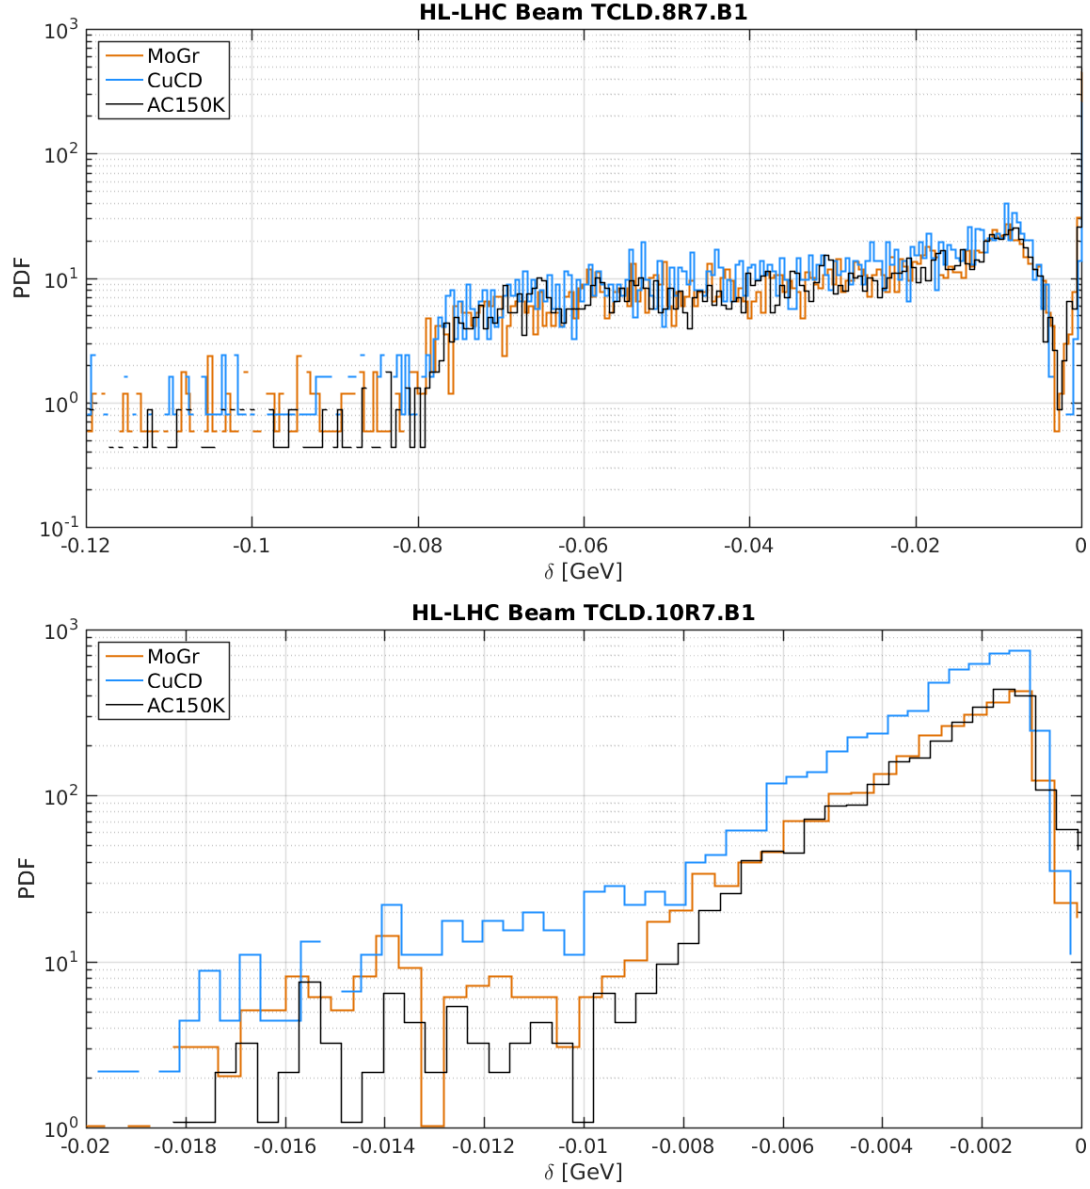 HL-LHC Beam TCLD.8R7.B1
10^3
10^2
10^1
10^0
10^-1
PDF
MoGr
CuCD
AC150K
-0.12 -0.1 -0.08 -0.06 -0.04 -0.02 0
δ [GeV]
HL-LHC Beam TCLD.10R7.B1
10^3
10^2
10^1
10^0
PDF
MoGr
CuCD
AC150K
-0.02 -0.018 -0.016 -0.014 -0.012 -0.01 -0.008 -0.006 -0.004 -0.002 0
δ [GeV]